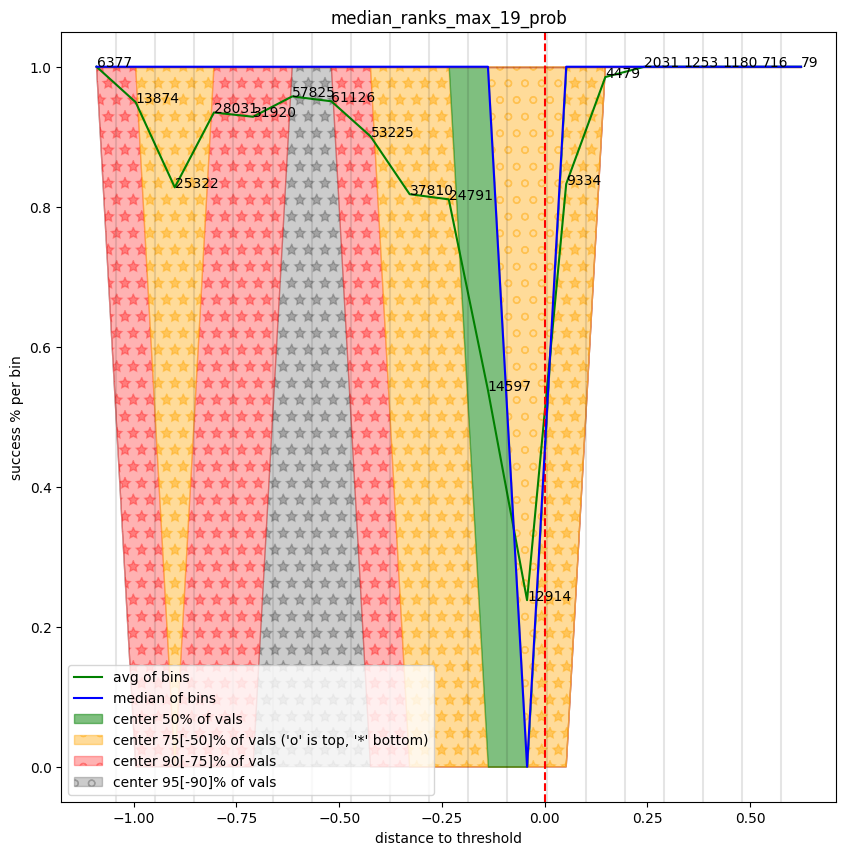 median_ranks_max_19_prob
success % per bin
1.0
0.8
0.6
0.4
0.2
0.0
6377
13874
25322
28031
31920
57825
61126
53225
37810
24791
14597
12914
9334
4479
2031
1253
1180
716
79
avg of bins
median of bins
center 50% of vals
center 75[-50]% of vals ('o' is top, '*' bottom)
center 90[-75]% of vals
center 95[-90]% of vals
−1.00 −0.75 −0.50 −0.25 0.00 0.25 0.50
distance to threshold